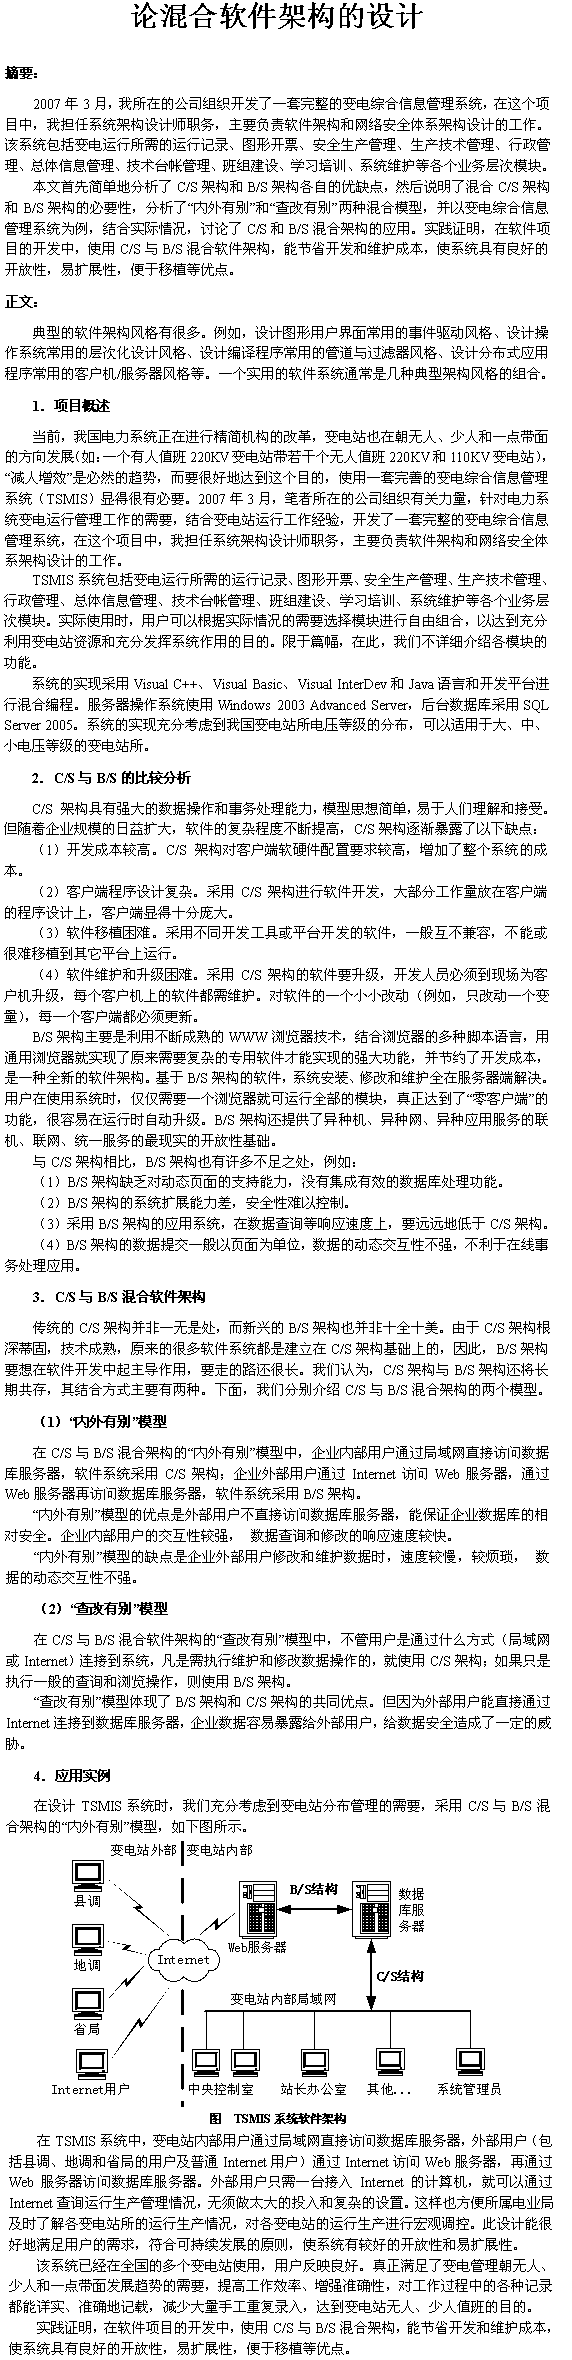 论混合软件架构的设计
摘要：
2007 年 3 月，我所在的公司组织开发了一套完整的变电综合信息管理系统，在这个项
目中，我担任系统架构设计师职务，主要负责软件架构和网络安全体系架构设计的工作。
该系统包括变电运行所需的运行记录、图形开票、安全生产管理、生产技术管理、行政管
理、总体信息管理、技术台帐管理、班组建设、学习培训、系统维护等各个业务层次模块。
本文首先简单地分析了 C/S 架构和 B/S 架构各自的优缺点，然后说明了混合 C/S 架构
和 B/S 架构的必要性，分析了“内外有别”和“查改有别”两种混合模型，并以变电综合信息
管理系统为例，结合实际情况，讨论了 C/S 和 B/S 混合架构的应用。实践证明，在软件项
目的开发中，使用 C/S 与 B/S 混合软件架构，能节省开发和维护成本，使系统具有良好的
开放性，易扩展性，便于移植等优点。
正文：
典型的软件架构风格有很多。例如，设计图形用户界面常用的事件驱动风格、设计操
作系统常用的层次化设计风格、设计编译程序常用的管道与过滤器风格、设计分布式应用
程序常用的客户机/服务器风格等。一个实用的软件系统通常是几种典型架构风格的组合。
1．项目概述
当前，我国电力系统正在进行精简机构的改革，变电站也在朝无人、少人和一点带面
的方向发展（如：一个有人值班 220KV 变电站带若干个无人值班 220KV 和 110KV 变电站），
“减人增效”是必然的趋势，而要很好地达到这个目的，使用一套完善的变电综合信息管理
系统（TSMIS）显得很有必要。2007 年 3 月，笔者所在的公司组织有关力量，针对电力系
统变电运行管理工作的需要，结合变电站运行工作经验，开发了一套完整的变电综合信息
管理系统，在这个项目中，我担任系统架构设计师职务，主要负责软件架构和网络安全体
系架构设计的工作。
TSMIS 系统包括变电运行所需的运行记录、图形开票、安全生产管理、生产技术管理、
行政管理、总体信息管理、技术台帐管理、班组建设、学习培训、系统维护等各个业务层
次模块。实际使用时，用户可以根据实际情况的需要选择模块进行自由组合，以达到充分
利用变电站资源和充分发挥系统作用的目的。限于篇幅，在此，我们不详细介绍各模块的
功能。
系统的实现采用 Visual C++、Visual Basic、Visual InterDev 和 Java 语言和开发平台进
行混合编程。服务器操作系统使用 Windows 2003 Advanced Server，后台数据库采用 SQL
Server 2005。系统的实现充分考虑到我国变电站所电压等级的分布，可以适用于大、中、
小电压等级的变电站所。
2．C/S 与 B/S 的比较分析
C/S 架构具有强大的数据操作和事务处理能力，模型思想简单，易于人们理解和接受。
但随着企业规模的日益扩大，软件的复杂程度不断提高，C/S 架构逐渐暴露了以下缺点：
（1）开发成本较高。C/S 架构对客户端软硬件配置要求较高，增加了整个系统的成
本。
（2）客户端程序设计复杂。采用 C/S 架构进行软件开发，大部分工作量放在客户端
的程序设计上，客户端显得十分庞大。
（3）软件移植困难。采用不同开发工具或平台开发的软件，一般互不兼容，不能或
很难移植到其它平台上运行。
（4）软件维护和升级困难。采用 C/S 架构的软件要升级，开发人员必须到现场为客
户机升级，每个客户机上的软件都需维护。对软件的一个小小改动（例如，只改动一个变
量），每一个客户端都必须更新。
B/S 架构主要是利用不断成熟的 WWW 浏览器技术，结合浏览器的多种脚本语言，用
通用浏览器就实现了原来需要复杂的专用软件才能实现的强大功能，并节约了开发成本，
是一种全新的软件架构。基于 B/S 架构的软件，系统安装、修改和维护全在服务器端解决。
用户在使用系统时，仅仅需要一个浏览器就可运行全部的模块，真正达到了“零客户端”的
功能，很容易在运行时自动升级。B/S 架构还提供了异种机、异种网、异种应用服务的联
机、联网、统一服务的最现实的开放性基础。
与 C/S 架构相比，B/S 架构也有许多不足之处，例如：
（1）B/S 架构缺乏对动态页面的支持能力，没有集成有效的数据库处理功能。
（2）B/S 架构的系统扩展能力差，安全性难以控制。
（3）采用 B/S 架构的应用系统，在数据查询等响应速度上，要远远地低于 C/S 架构。
（4）B/S 架构的数据提交一般以页面为单位，数据的动态交互性不强，不利于在线事
务处理应用。
3．C/S 与 B/S 混合软件架构
传统的 C/S 架构并非一无是处，而新兴的 B/S 架构也并非十全十美。由于 C/S 架构根
深蒂固，技术成熟，原来的很多软件系统都是建立在 C/S 架构基础上的，因此，B/S 架构
要想在软件开发中起主导作用，要走的路还很长。我们认为，C/S 架构与 B/S 架构还将长
期共存，其结合方式主要有两种。下面，我们分别介绍 C/S 与 B/S 混合架构的两个模型。
（1）“内外有别”模型
在 C/S 与 B/S 混合架构的“内外有别”模型中，企业内部用户通过局域网直接访问数据
库服务器，软件系统采用 C/S 架构；企业外部用户通过 Internet 访问 Web 服务器，通过
Web 服务器再访问数据库服务器，软件系统采用 B/S 架构。
“内外有别”模型的优点是外部用户不直接访问数据库服务器，能保证企业数据库的相
对安全。企业内部用户的交互性较强， 数据查询和修改的响应速度较快。
“内外有别”模型的缺点是企业外部用户修改和维护数据时，速度较慢，较烦琐， 数
据的动态交互性不强。
（2）“查改有别”模型
在 C/S 与 B/S 混合软件架构的“查改有别”模型中，不管用户是通过什么方式（局域网
或 Internet）连接到系统，凡是需执行维护和修改数据操作的，就使用 C/S 架构；如果只是
执行一般的查询和浏览操作，则使用 B/S 架构。
“查改有别”模型体现了 B/S 架构和 C/S 架构的共同优点。但因为外部用户能直接通过
Internet 连接到数据库服务器，企业数据容易暴露给外部用户，给数据安全造成了一定的威
胁。
4．应用实例
在设计 TSMIS 系统时，我们充分考虑到变电站分布管理的需要，采用 C/S 与 B/S 混
合架构的“内外有别”模型，如下图所示。
变电站外部 变电站内部
县调
地调
省局
Internet用户
Internet
Web服务器
B/S结构
数据
库服
务器
C/S结构
变电站内部局域网
中央控制室 站长办公室 其他... 系统管理员
图 TSMIS 系统软件架构
在 TSMIS 系统中，变电站内部用户通过局域网直接访问数据库服务器，外部用户（包
括县调、地调和省局的用户及普通 Internet 用户）通过 Internet 访问 Web 服务器，再通过
Web 服务器访问数据库服务器。外部用户只需一台接入 Internet 的计算机，就可以通过
Internet 查询运行生产管理情况，无须做太大的投入和复杂的设置。这样也方便所属电业局
及时了解各变电站所的运行生产情况，对各变电站的运行生产进行宏观调控。此设计能很
好地满足用户的需求，符合可持续发展的原则，使系统有较好的开放性和易扩展性。
该系统已经在全国的多个变电站使用，用户反映良好。真正满足了变电管理朝无人、
少人和一点带面发展趋势的需要，提高工作效率、增强准确性，对工作过程中的各种记录
都能详实、准确地记载，减少大量手工重复录入，达到变电站无人、少人值班的目的。
实践证明，在软件项目的开发中，使用 C/S 与 B/S 混合架构，能节省开发和维护成本，
使系统具有良好的开放性，易扩展性，便于移植等优点。